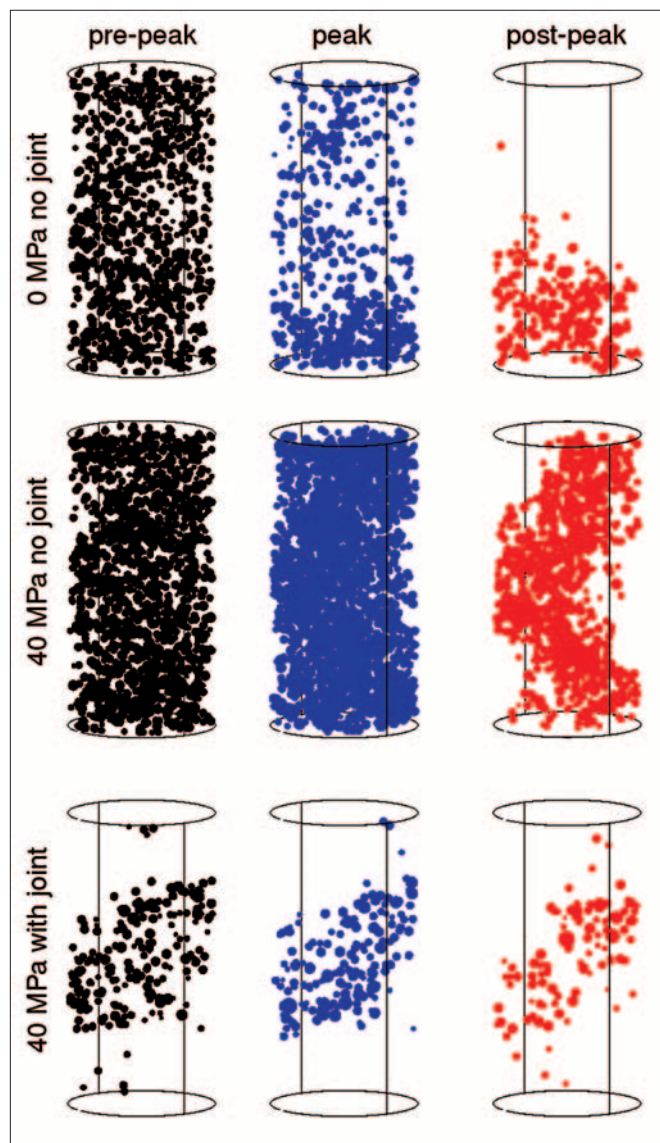 pre-peak
peak
post-peak
0 MPa no joint
40 MPa no joint
40 MPa with joint